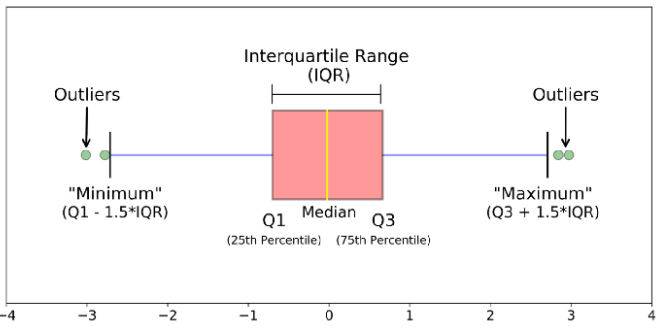 Interquartile Range
(IQR)
Outliers
Outliers
"Minimum"
(Q1 - 1.5*IQR)
"Maximum"
(Q3 + 1.5*IQR)
Q1
Median
Q3
(25th Percentile)
(75th Percentile)
−4 −3 −2 −1 0 1 2 3 4